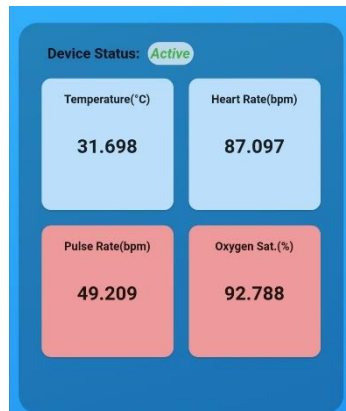 Device Status: Active
Temperature(°C) Heart Rate(bpm)
31.698 87.097
Pulse Rate(bpm) Oxygen Sat.(%)
49.209 92.788